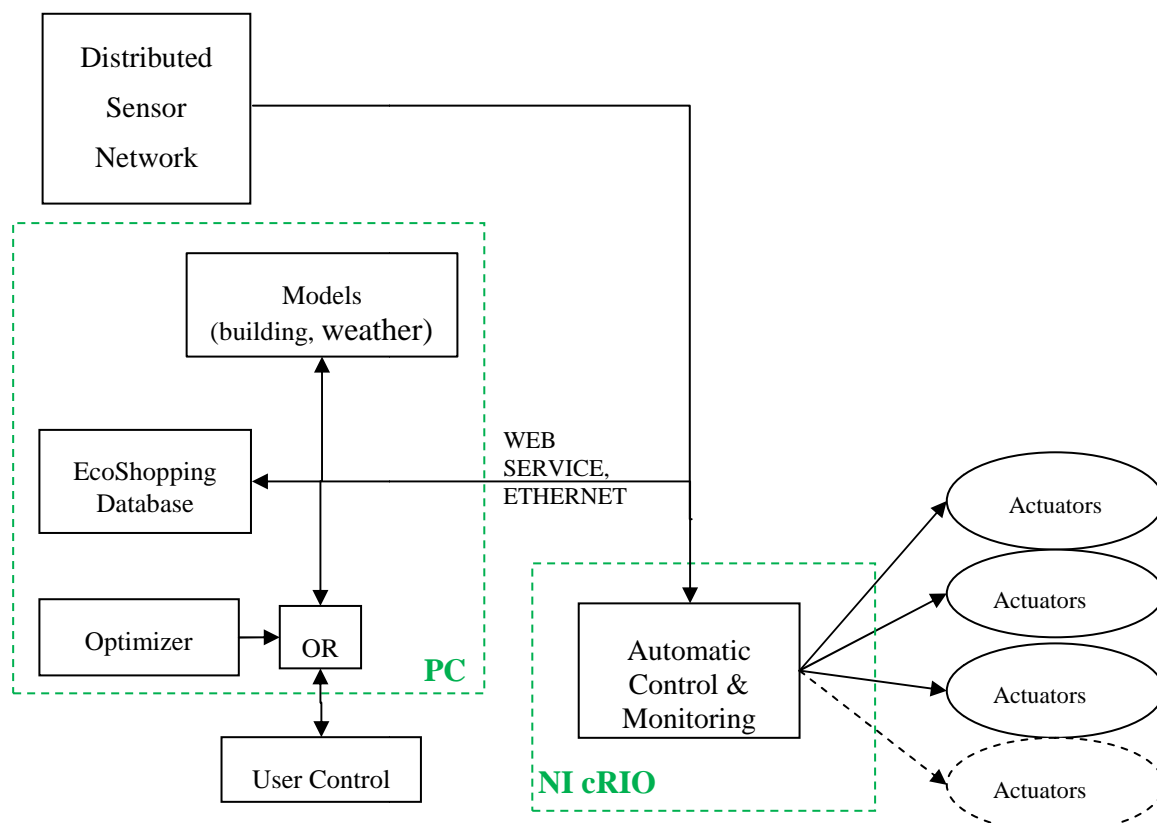 Distributed
Sensor
Network
Models
(building, weather)
WEB
SERVICE,
ETHERNET
EcoShopping
Database
Actuators
Actuators
Optimizer
OR
PC
Automatic
Control &
Monitoring
Actuators
User Control
NI cRIO
Actuators